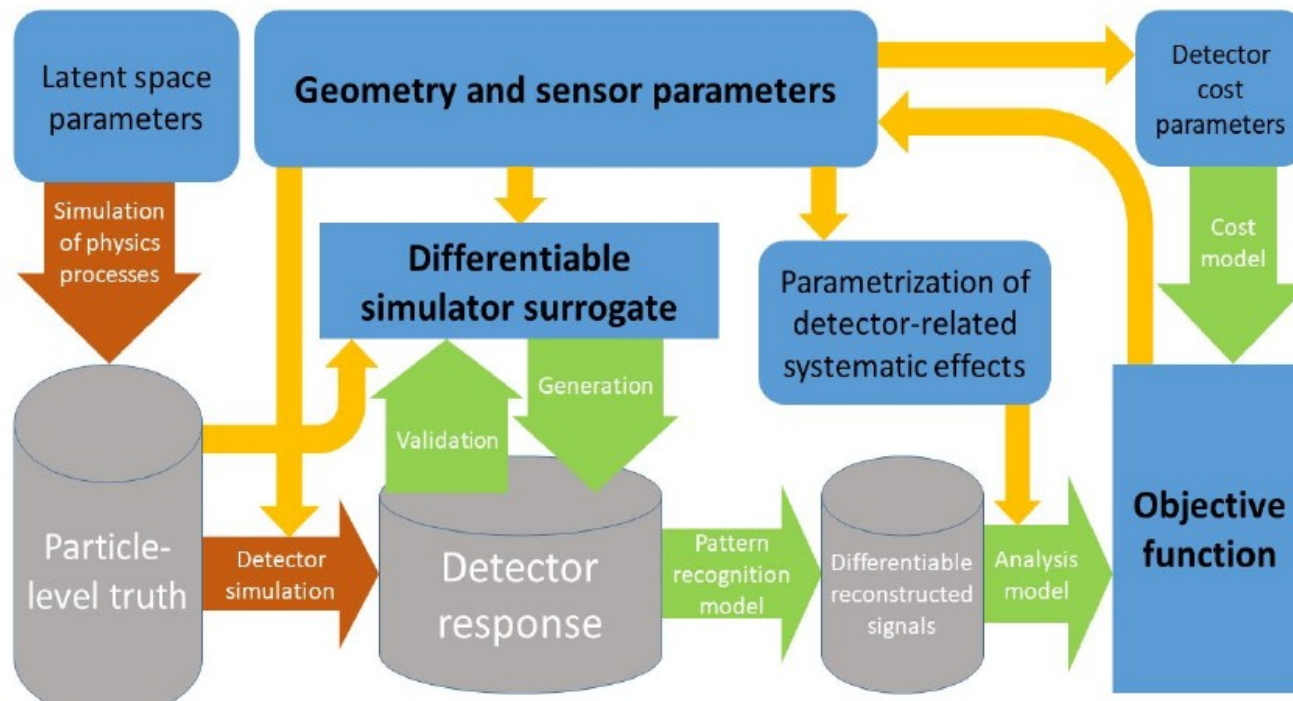 Latent space
parameters
Geometry and sensor parameters
Detector
cost
parameters
Simulation
of physics
processes
Differentiable
simulator surrogate
Parametrization of
detector-related
systematic effects
Cost
model
Validation
Generation
Particle-
level truth
Detector
simulation
Detector
response
Pattern
recognition
model
Differentiable
reconstructed
signals
Analysis
model
Objective
function